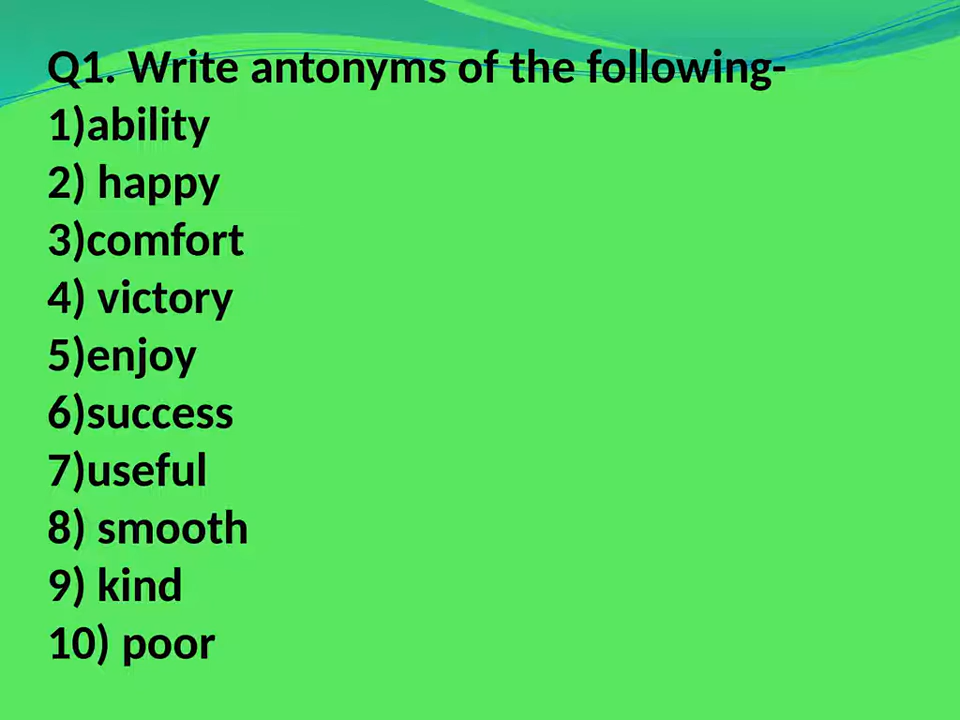 Q1. Write antonyms of the following-
1)ability
2) happy
3)comfort
4) victory
5)enjoy
6)success
7)useful
8) smooth
9) kind
10) poor